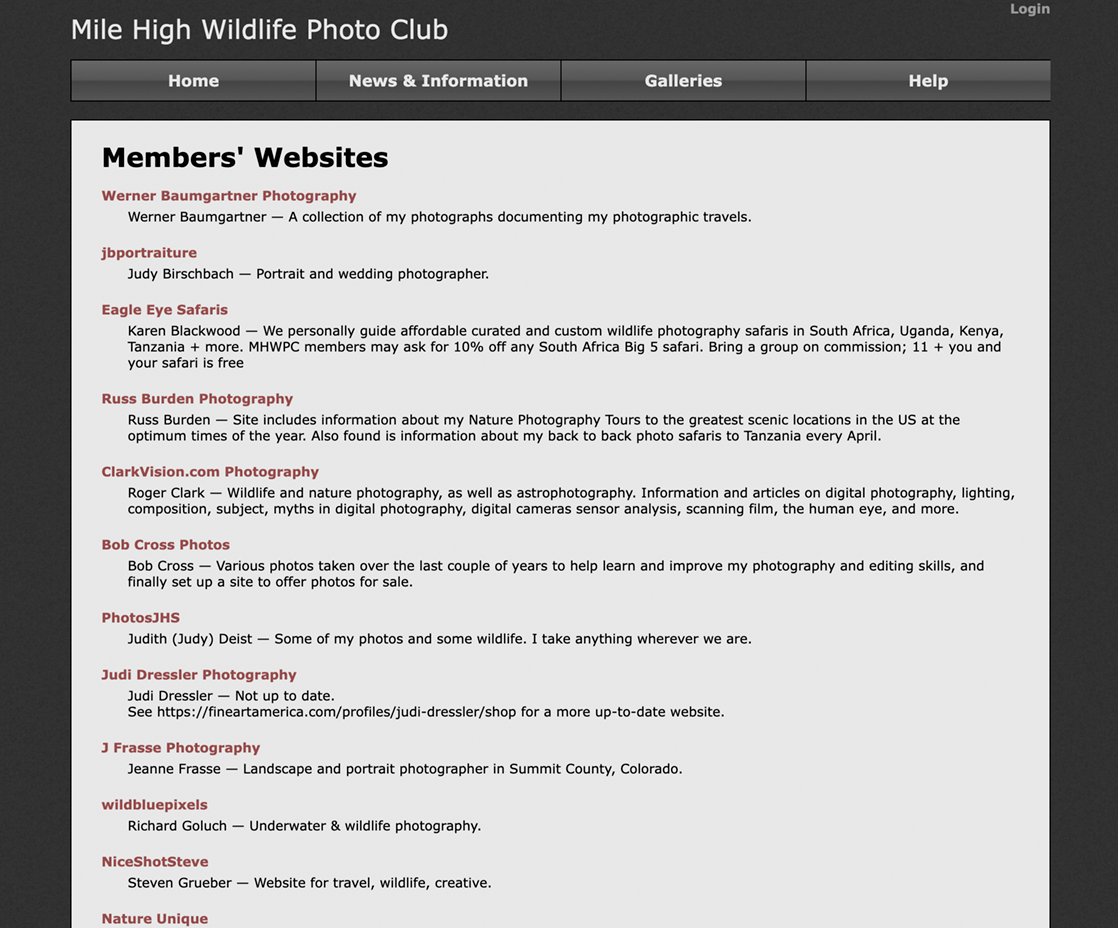 Login
Mile High Wildlife Photo Club
Home
News & Information
Galleries
Help
Members' Websites
Werner Baumgartner Photography
Werner Baumgartner — A collection of my photographs documenting my photographic travels.
jbportraiture
Judy Birschbach — Portrait and wedding photographer.
Eagle Eye Safaris
Karen Blackwood — We personally guide affordable curated and custom wildlife photography safaris in South Africa, Uganda, Kenya,
Tanzania + more. MHWPC members may ask for 10% off any South Africa Big 5 safari. Bring a group on commission; 11 + you and
your safari is free
Russ Burden Photography
Russ Burden — Site includes information about my Nature Photography Tours to the greatest scenic locations in the US at the
optimum times of the year. Also found is information about my back to back photo safaris to Tanzania every April.
ClarkVision.com Photography
Roger Clark — Wildlife and nature photography, as well as astrophotography. Information and articles on digital photography, lighting,
composition, subject, myths in digital photography, digital cameras sensor analysis, scanning film, the human eye, and more.
Bob Cross Photos
Bob Cross — Various photos taken over the last couple of years to help learn and improve my photography and editing skills, and
finally set up a site to offer photos for sale.
PhotosJHS
Judith (Judy) Deist — Some of my photos and some wildlife. I take anything wherever we are.
Judi Dressler Photography
Judi Dressler — Not up to date.
See https://fineartamerica.com/profiles/judi-dressler/shop for a more up-to-date website.
J Frasse Photography
Jeanne Frasse — Landscape and portrait photographer in Summit County, Colorado.
wildbluepixels
Richard Goluch — Underwater & wildlife photography.
NiceShotSteve
Steven Grueber — Website for travel, wildlife, creative.
Nature Unique